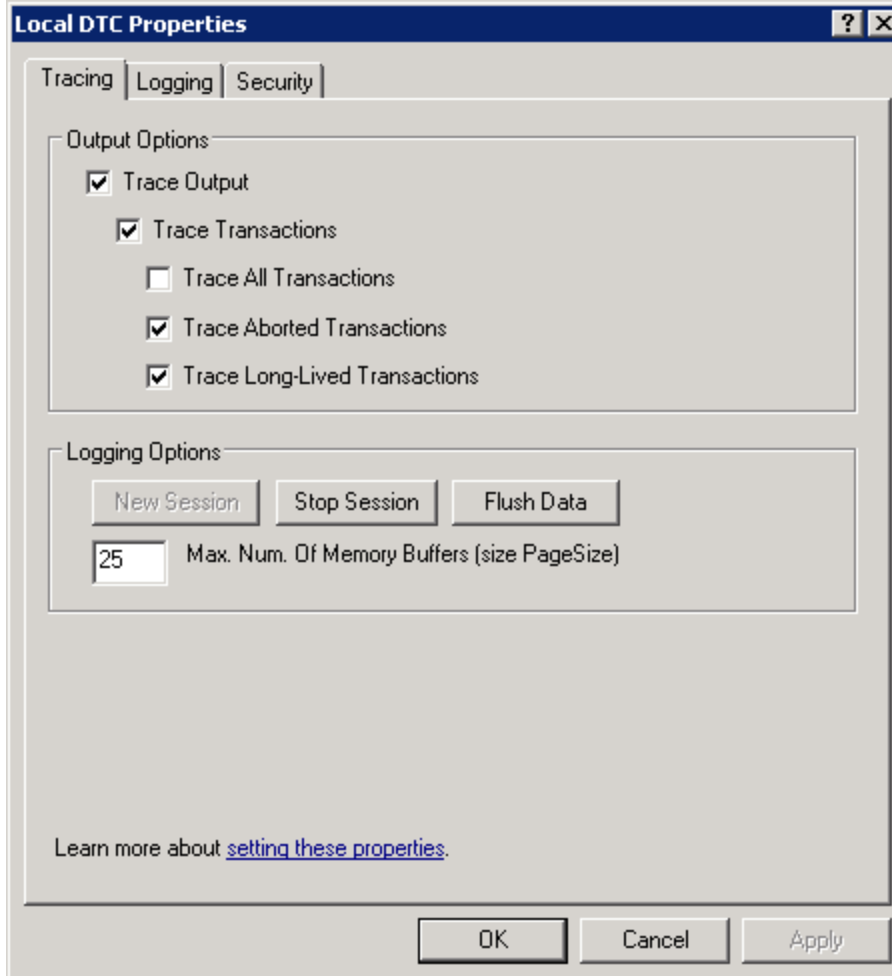 Local DTC Properties
Tracing Logging Security
Output Options
Trace Output
Trace Transactions
Trace All Transactions
Trace Aborted Transactions
Trace Long-Lived Transactions
Logging Options
New Session Stop Session Flush Data
25 Max. Num. Of Memory Buffers (size PageSize)
Learn more about setting these properties.
OK Cancel Apply